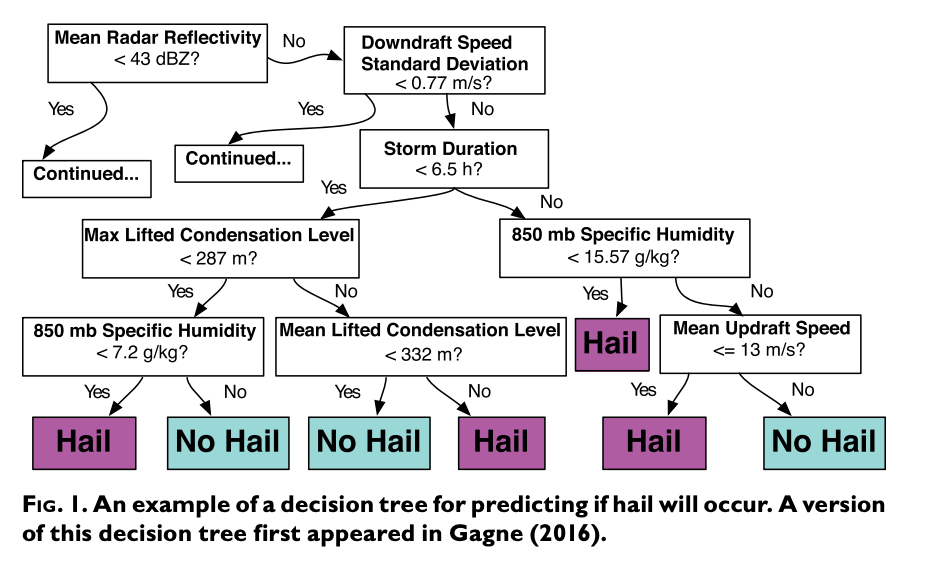 Mean Radar Reflectivity
< 43 dBZ?
No
Downdraft Speed
Standard Deviation
< 0.77 m/s?
Yes
Continued...
Yes
Continued...
No
Storm Duration
< 6.5 h?
Yes
No
Max Lifted Condensation Level
< 287 m?
850 mb Specific Humidity
< 15.57 g/kg?
Yes
No
Yes
No
850 mb Specific Humidity
< 7.2 g/kg?
Mean Lifted Condensation Level
< 332 m?
Hail
Mean Updraft Speed
<= 13 m/s?
Yes
No
Yes
No
Yes
No
Hail
No Hail
No Hail
Hail
Hail
No Hail
FIG. 1. An example of a decision tree for predicting if hail will occur. A version
of this decision tree first appeared in Gagne (2016).